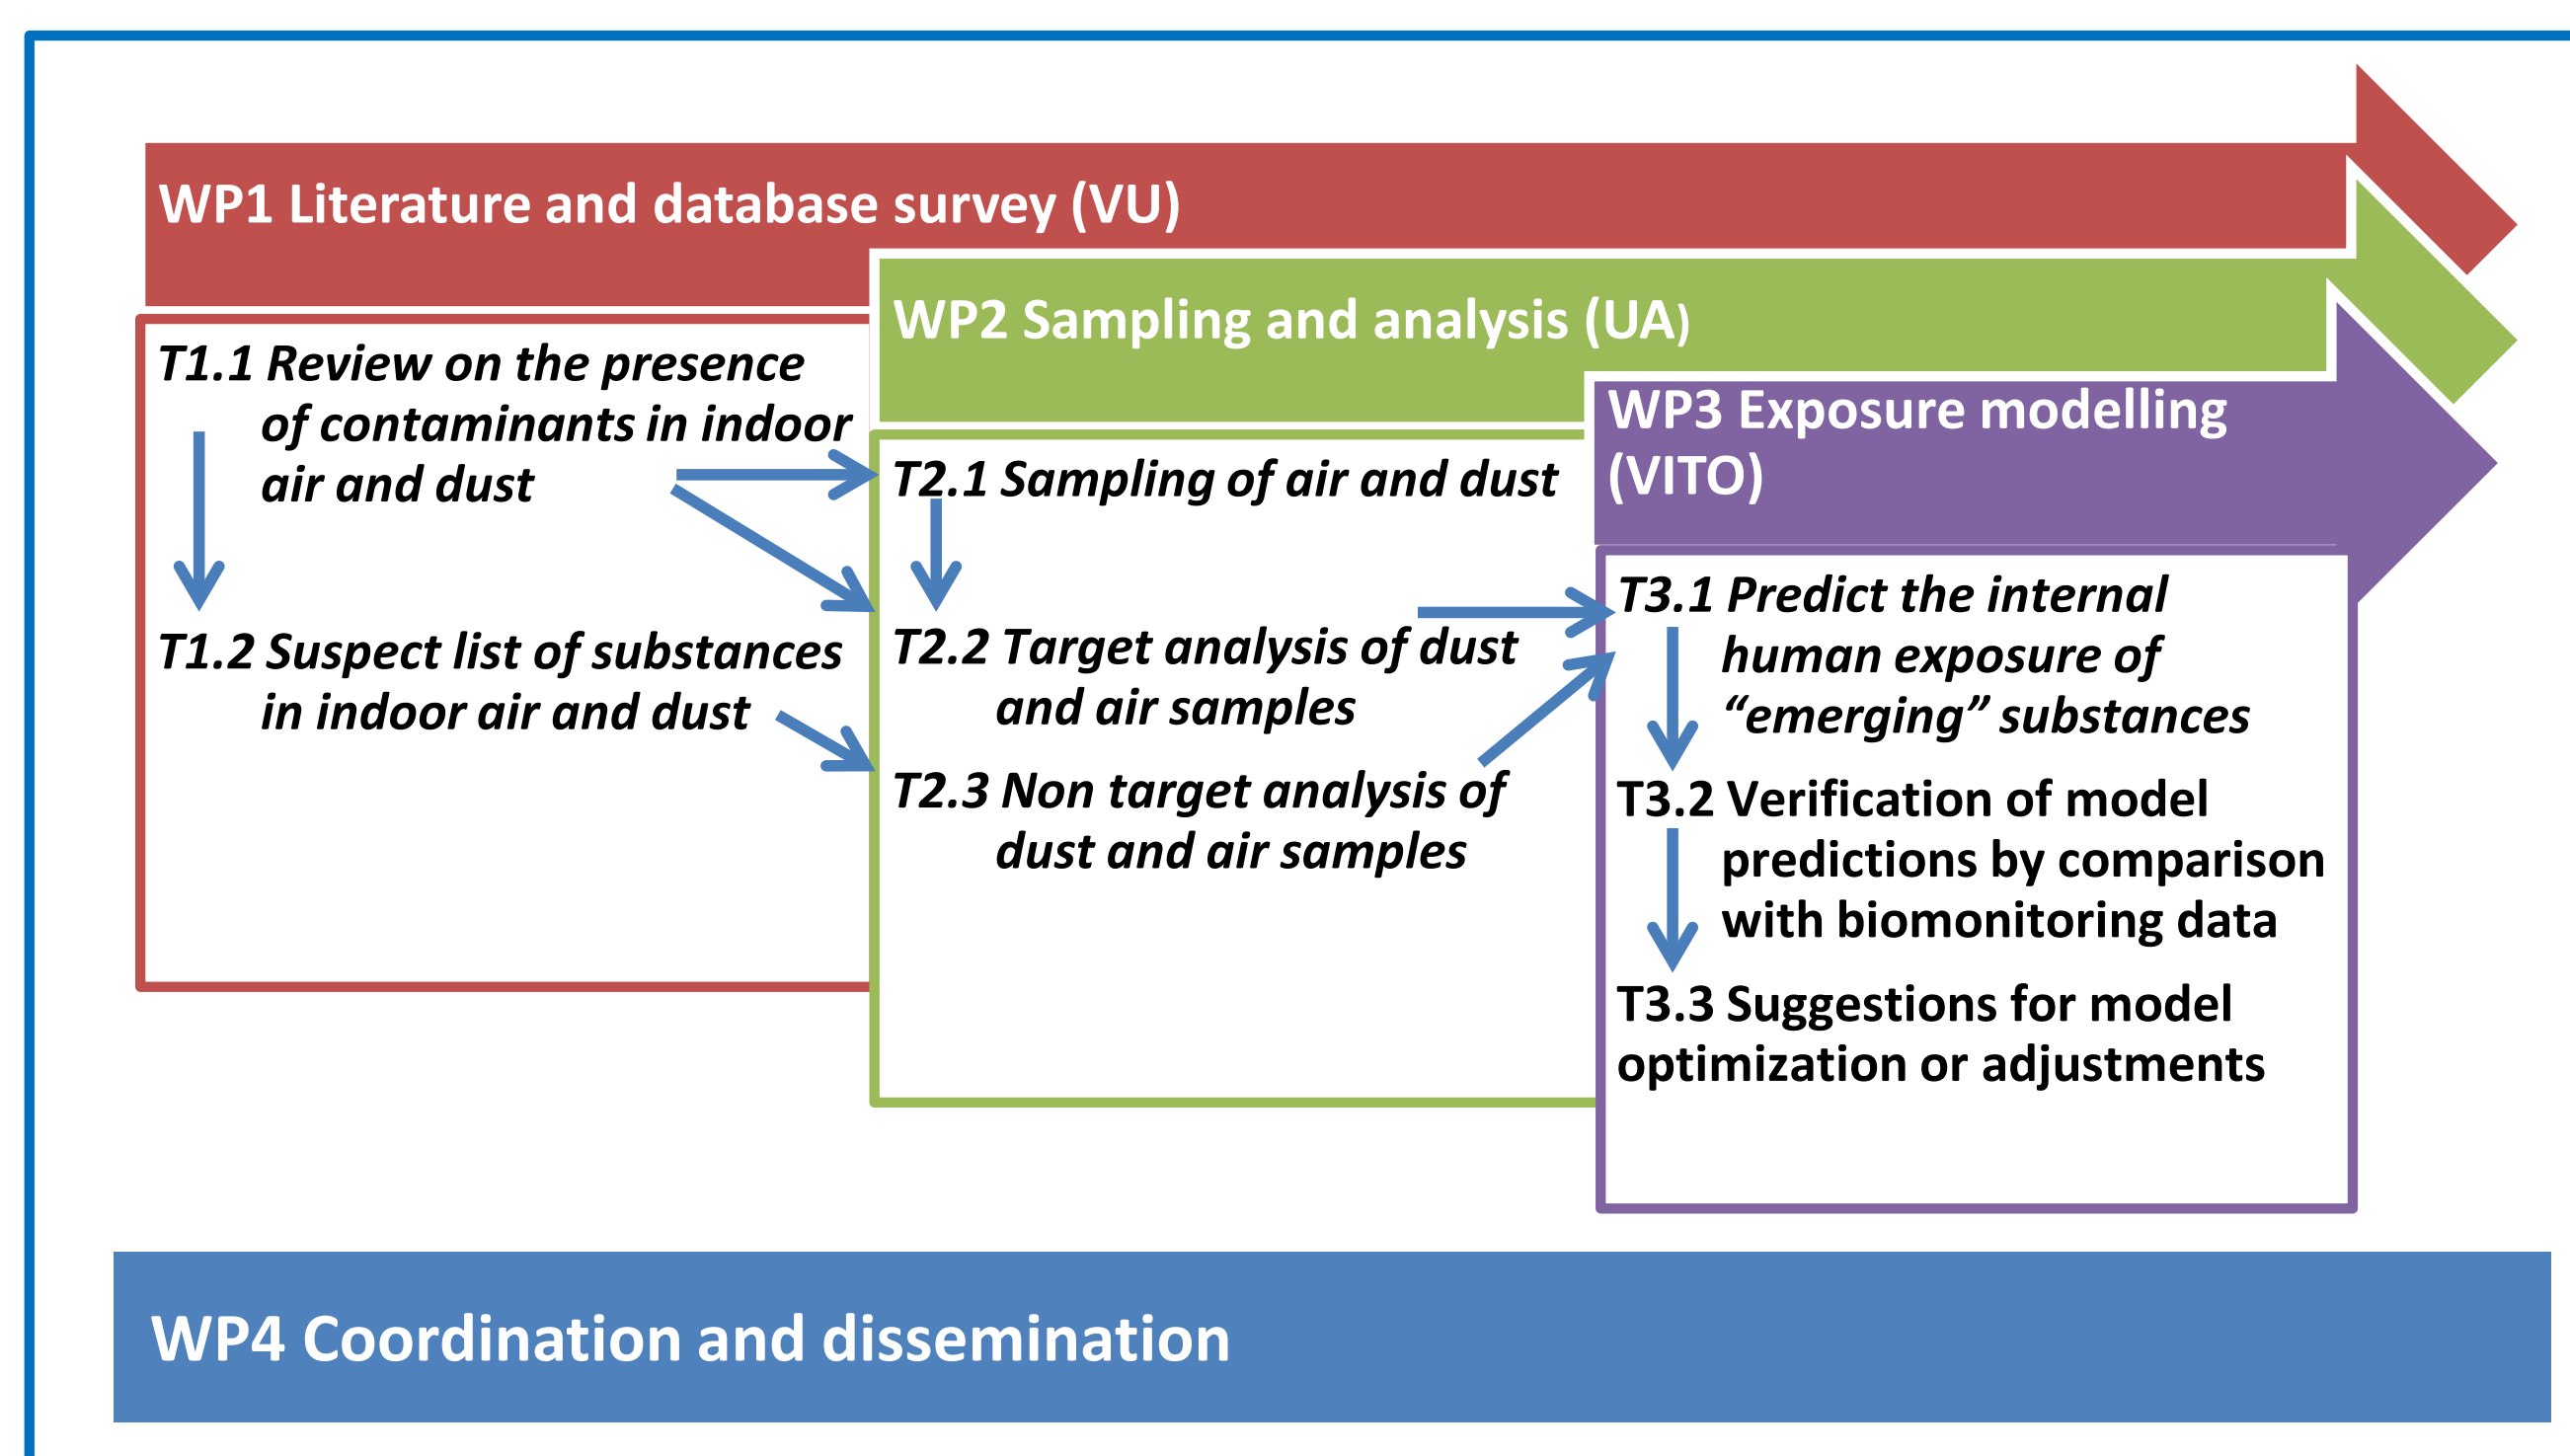 WP1 Literature and database survey (VU)
T1.1 Review on the presence
of contaminants in indoor
air and dust
T1.2 Suspect list of substances
in indoor air and dust
WP2 Sampling and analysis (UA)
T2.1 Sampling of air and dust
T2.2 Target analysis of dust
and air samples
T2.3 Non target analysis of
dust and air samples
WP3 Exposure modelling
(VITO)
T3.1 Predict the internal
human exposure of
“emerging” substances
T3.2 Verification of model
predictions by comparison
with biomonitoring data
T3.3 Suggestions for model
optimization or adjustments
WP4 Coordination and dissemination